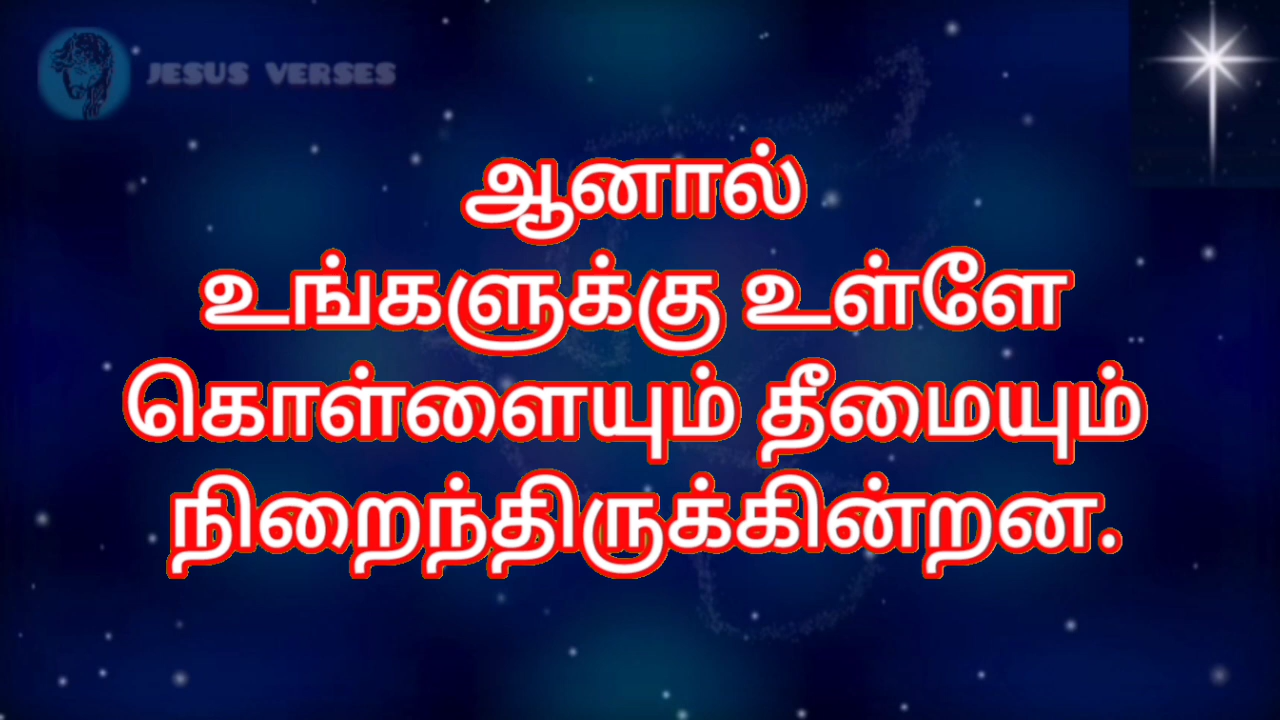 JESUS VERSES
ஆனால்
உங்களுக்கு உள்ளே
கொள்ளையும் தீமையும்
நிறைந்திருக்கின்றன.